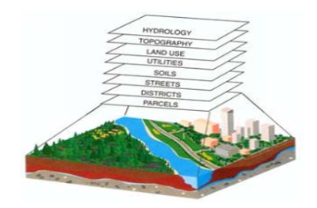 HYDROLOGY
TOPOGRAPHY
LAND USE
UTILITIES
SOILS
STREETS
DISTRICTS
PARCELS